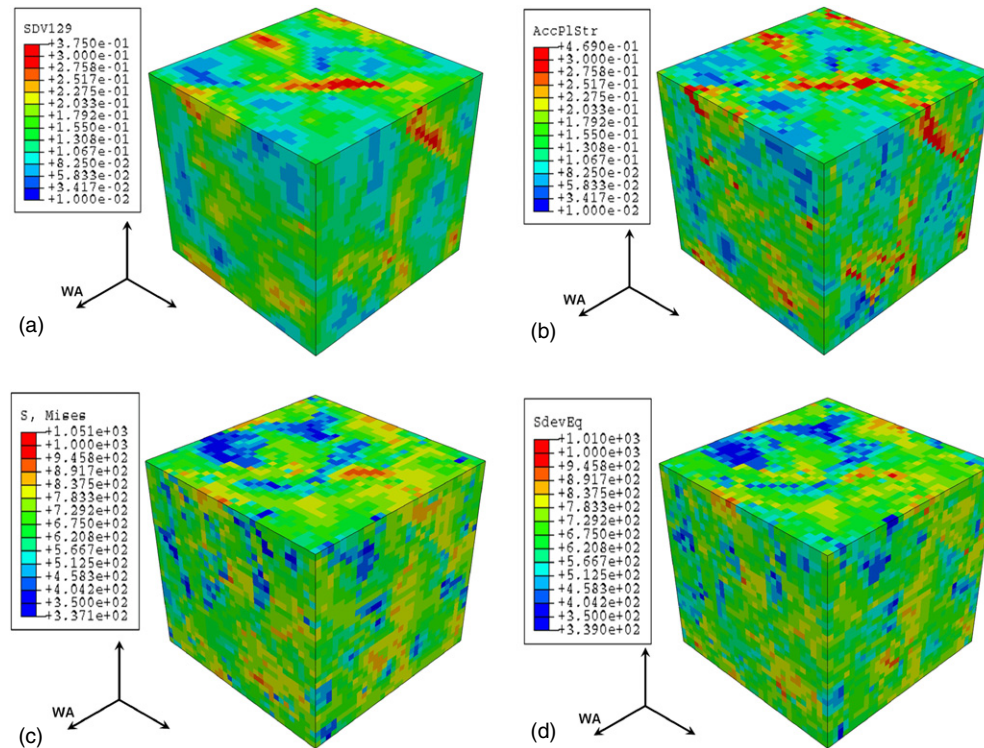 SDV129
+3.750e-01
+3.000e-01
+2.758e-01
+2.517e-01
+2.275e-01
+2.033e-01
+1.792e-01
+1.550e-01
+1.308e-01
+1.067e-01
+8.250e-02
+5.833e-02
+3.417e-02
+1.000e-02
WA
(a)
AccPlStr
+4.690e-01
+3.000e-01
+2.758e-01
+2.517e-01
+2.275e-01
+2.033e-01
+1.792e-01
+1.550e-01
+1.308e-01
+1.067e-01
+8.250e-02
+5.833e-02
+3.417e-02
+1.000e-02
WA
(b)
S, Mises
+1.051e+03
+1.000e+03
+9.458e+02
+8.917e+02
+8.375e+02
+7.833e+02
+7.292e+02
+6.750e+02
+6.208e+02
+5.667e+02
+5.125e+02
+4.583e+02
+4.042e+02
+3.500e+02
+3.371e+02
WA
(c)
SdevEq
+1.010e+03
+1.000e+03
+9.458e+02
+8.917e+02
+8.375e+02
+7.833e+02
+7.292e+02
+6.750e+02
+6.208e+02
+5.667e+02
+5.125e+02
+4.583e+02
+4.042e+02
+3.500e+02
+3.390e+02
WA
(d)